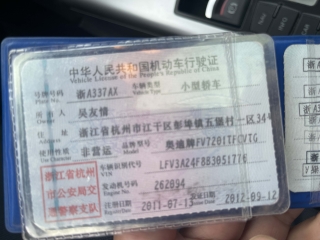 中华人民共和国机动车行驶证
Vehicle License of the People's Republic of China
号牌号码 浙A337AX 车辆类型 小型轿车
Plate No. Vehicle Type
吴友情
Owner
住 址 浙江省杭州市江干区彭埠镇五堡村一区34
Address
使用性质 非营运 品牌型号 奥迪牌FV7201TFCVTG
Use Character Model
浙江省杭州
市公安局交
通警察支队
车辆识别代号 LFV3A24F883051776
VIN
发动机号码 262094
Engine No.
注册日期 2011-07-13 发证日期 2012-09-12
Register Date Issue Date